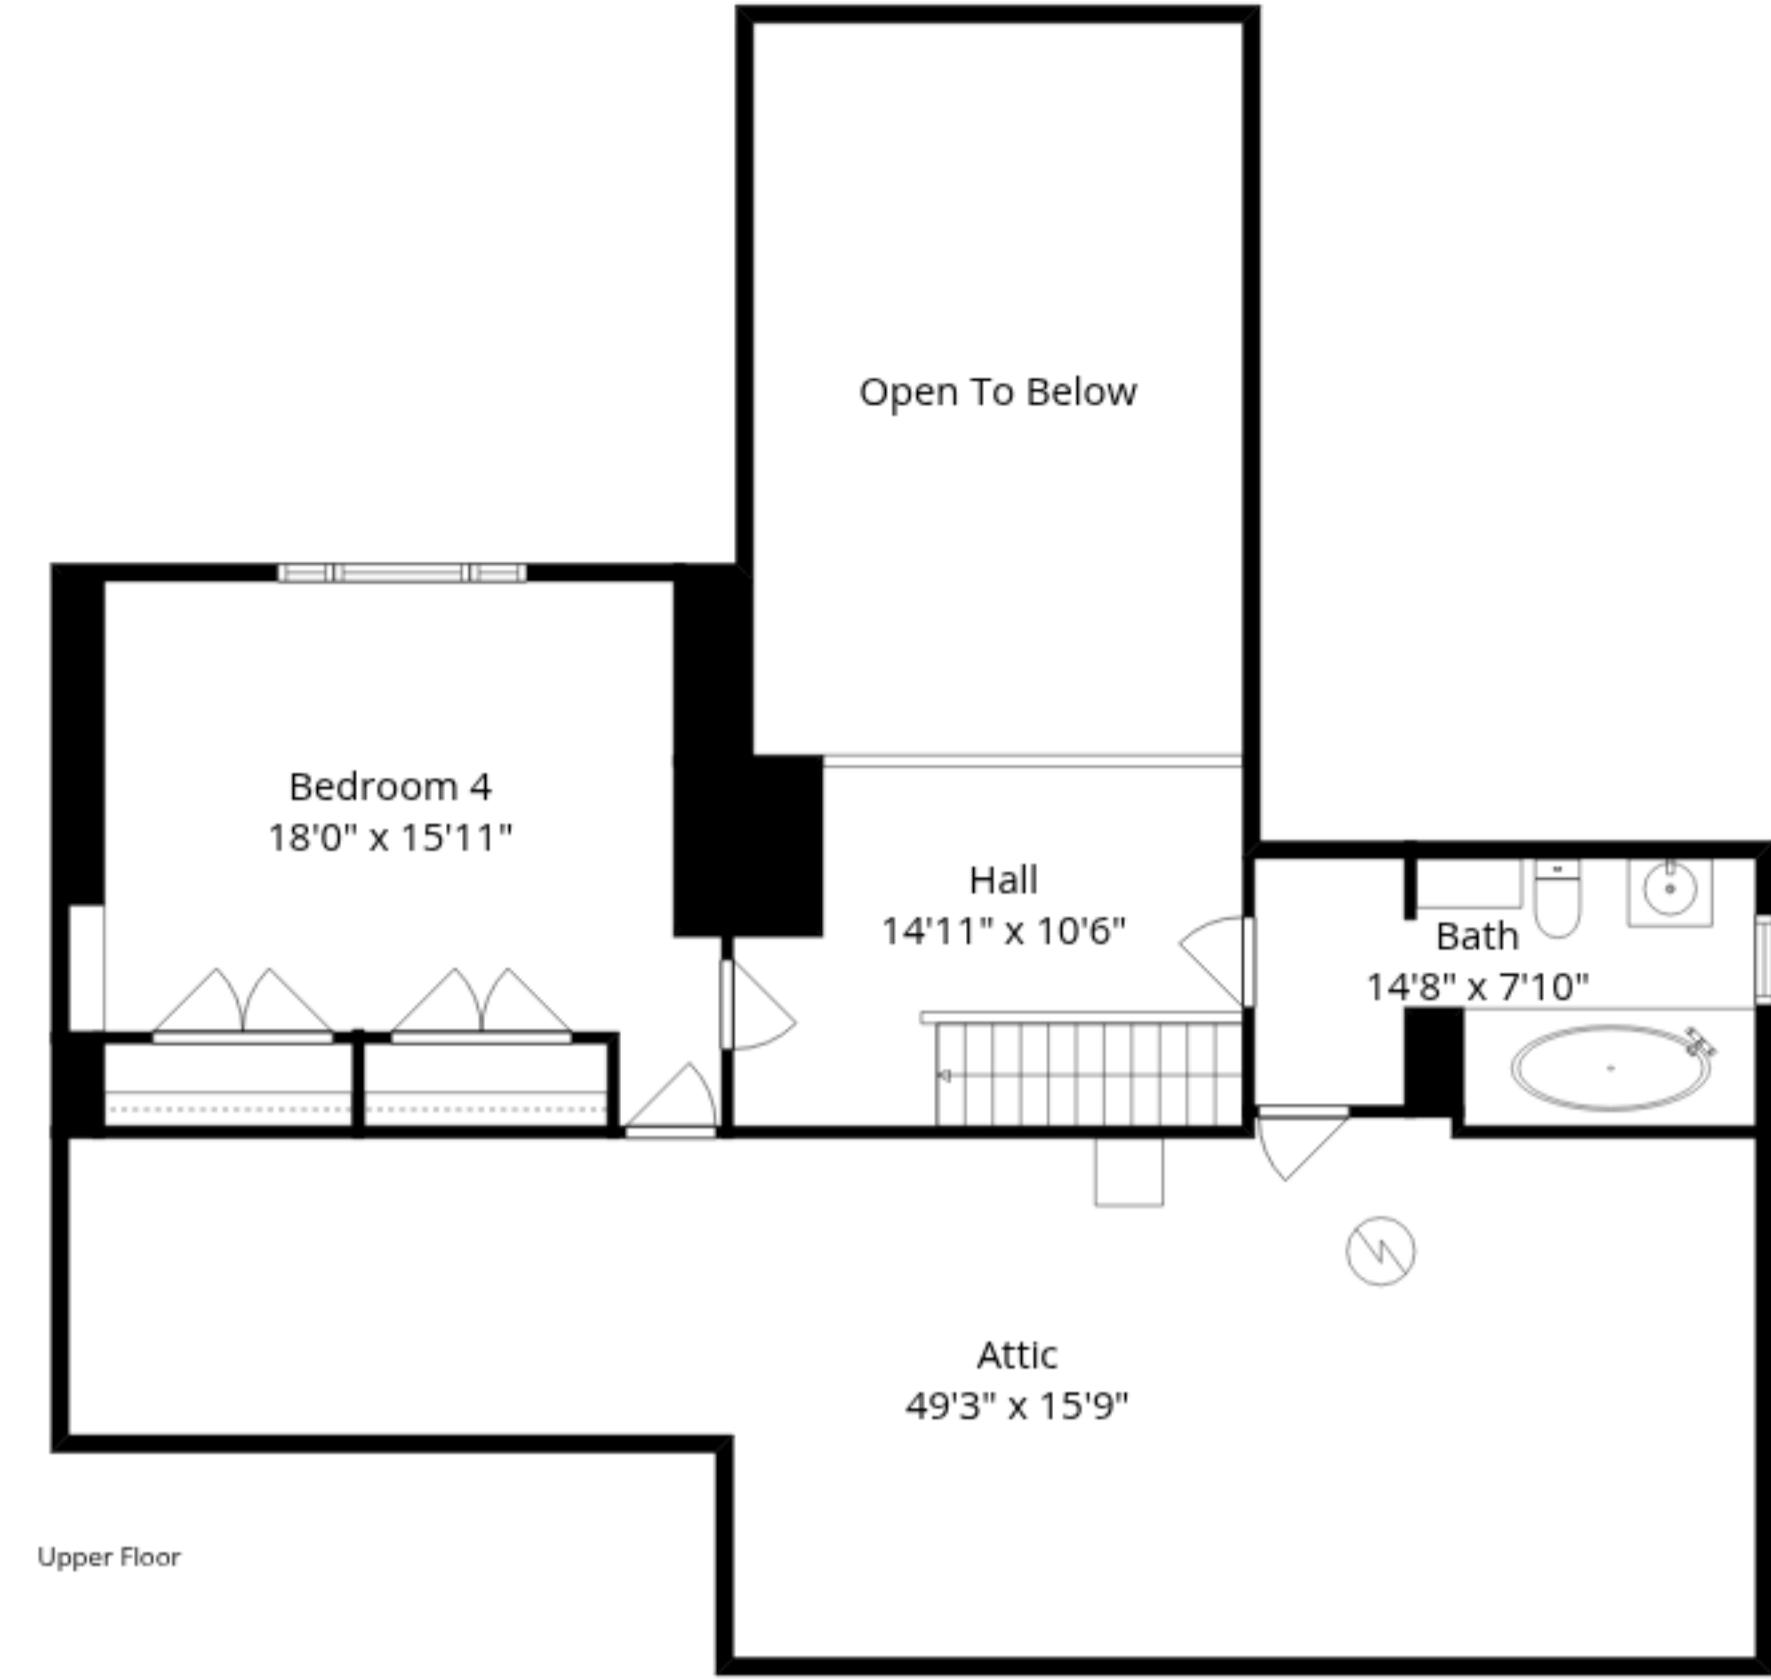 Open To Below
Bedroom 4
18'0" x 15'11"
Hall
14'11" x 10'6"
Bath
14'8" x 7'10"
Attic
49'3" x 15'9"
Upper Floor